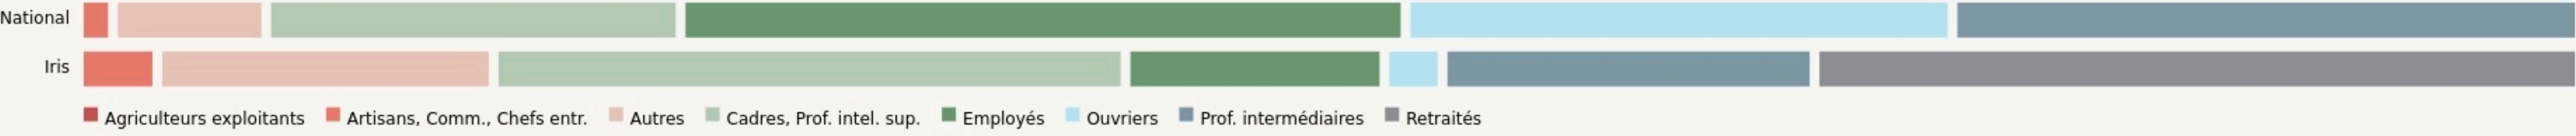 National
Iris
Agriculteurs exploitants Artisans, Comm., Chefs entr. Autres Cadres, Prof. intel. sup. Employés Ouvriers Prof. intermédiaires Retraités